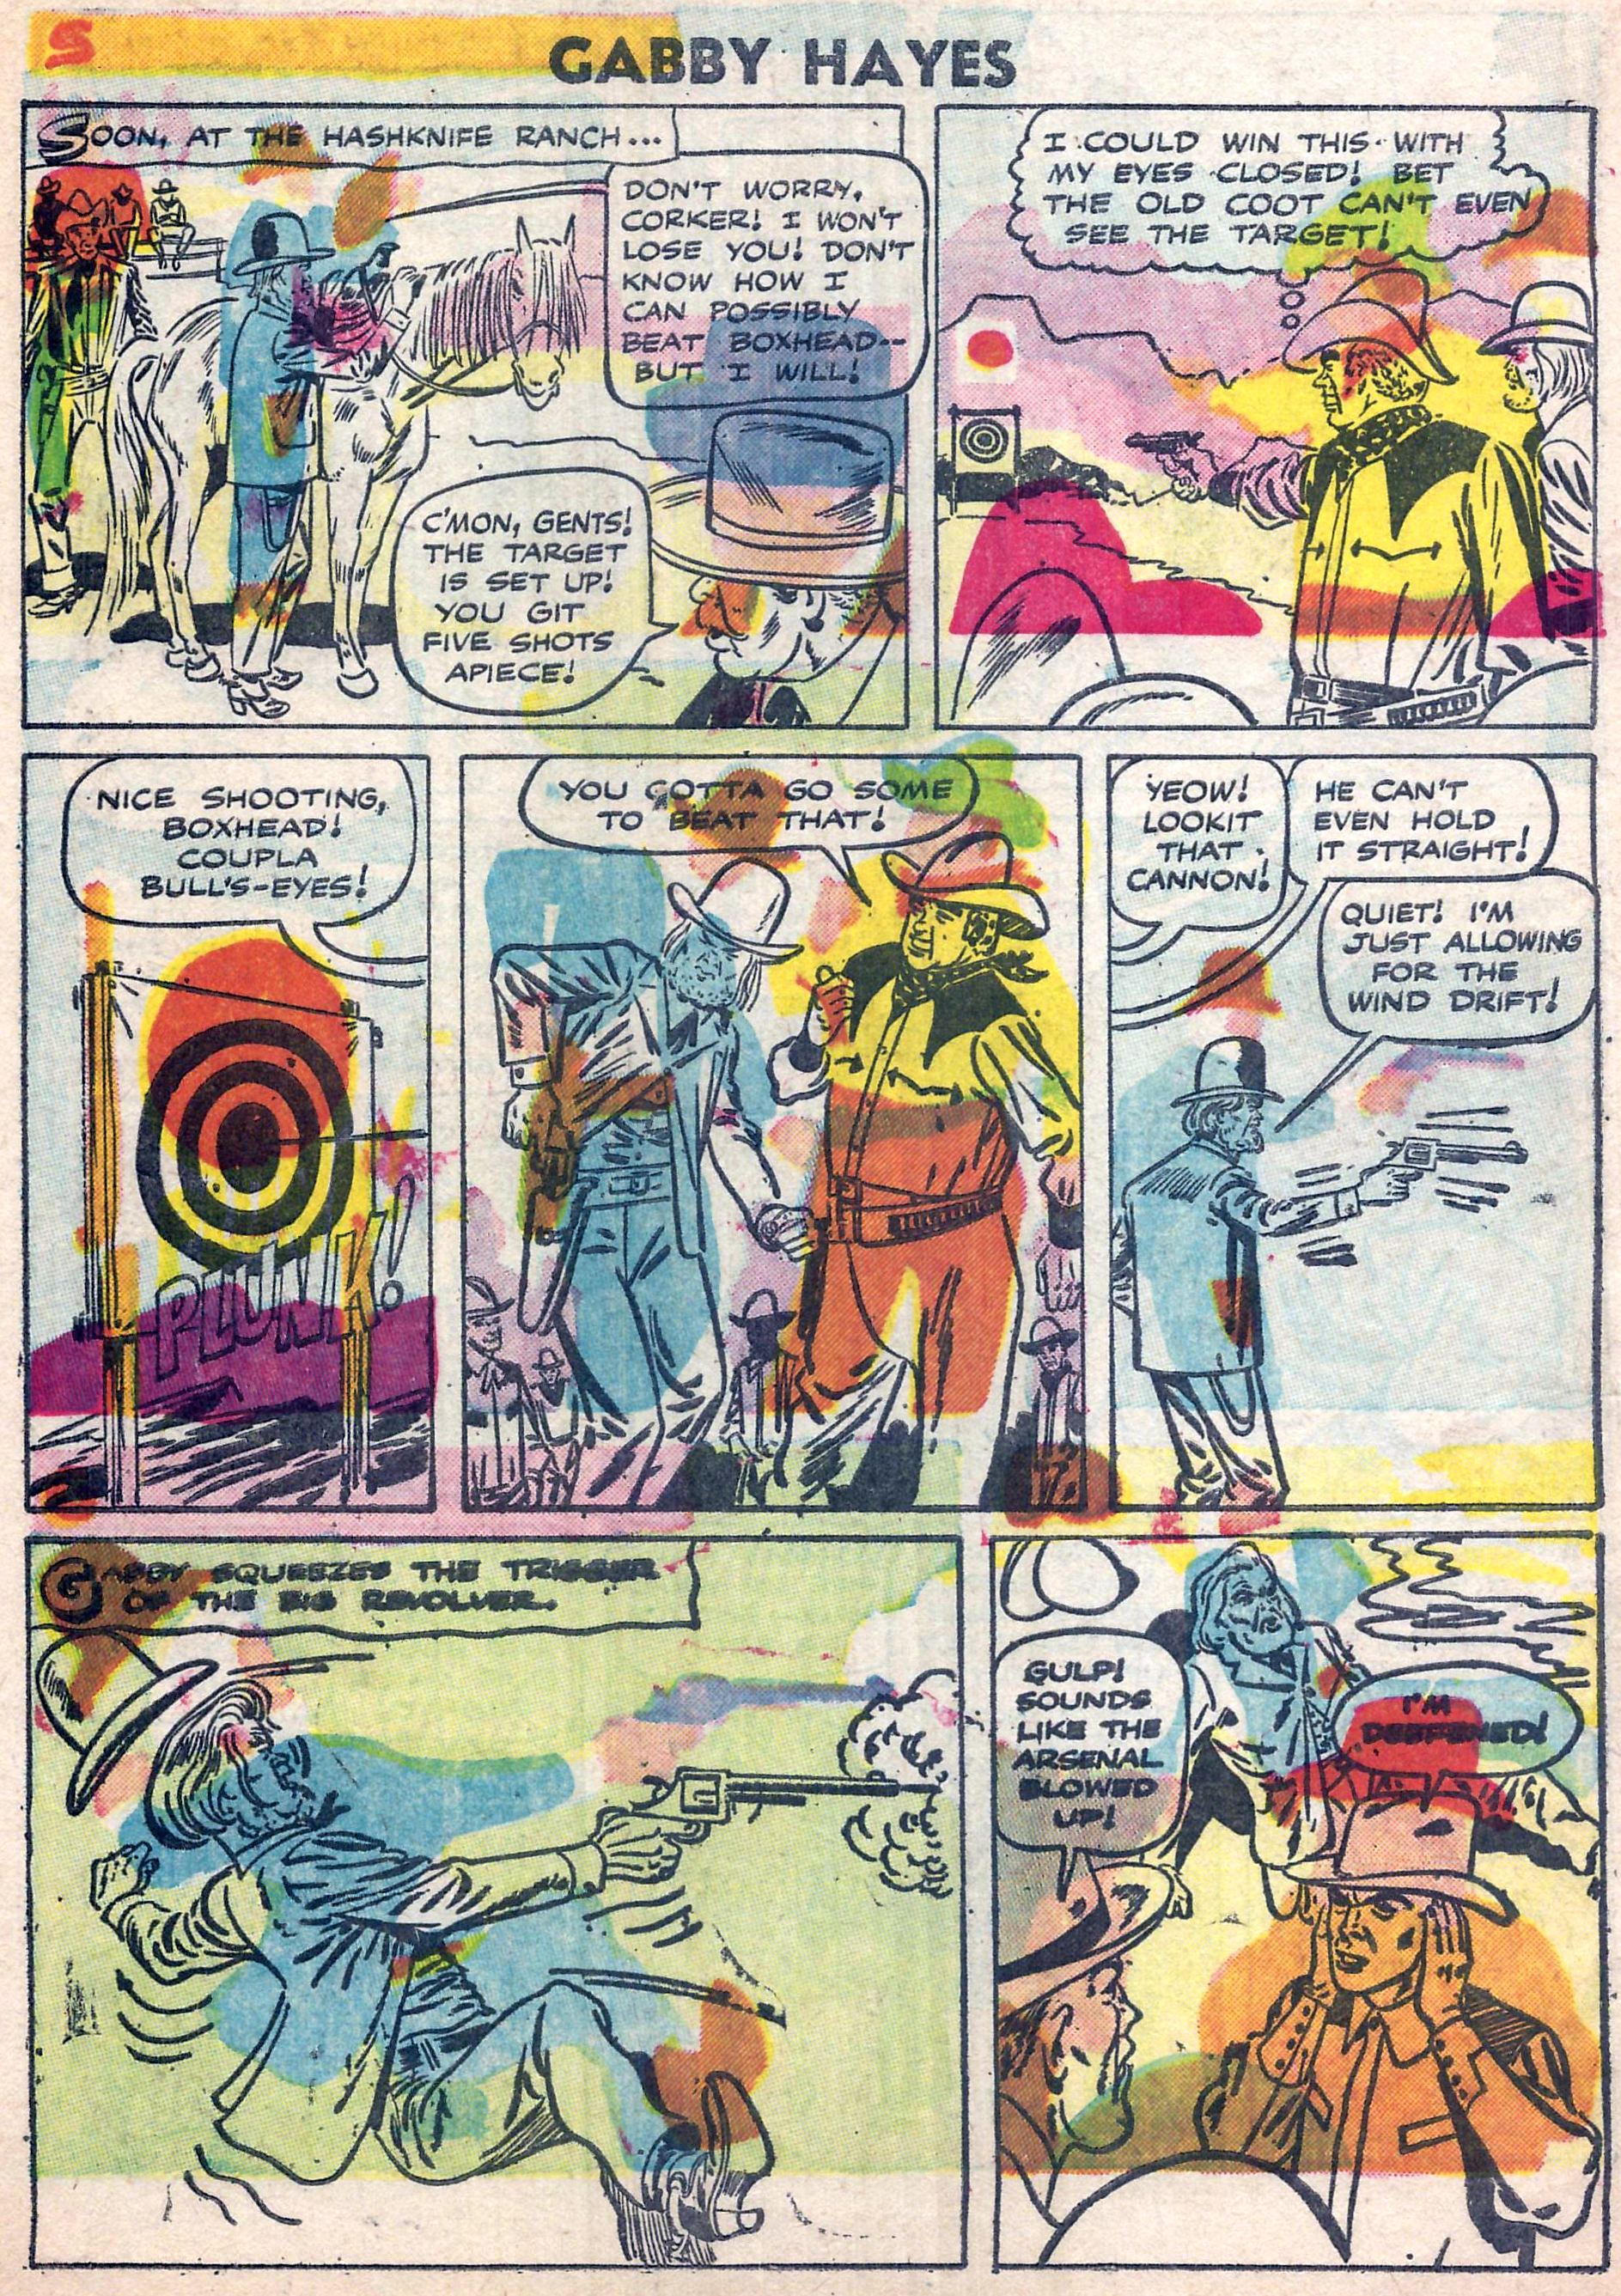 GABBY HAYES
SOON, AT THE HASHKNIFE RANCH...
DON'T WORRY,
CORKER! I WON'T
LOSE YOU! DON'T
KNOW HOW I
CAN POSSIBLY
BEAT BOXHEAD--
BUT I WILL!
C'MON, GENTS!
THE TARGET
IS SET UP!
YOU GIT
FIVE SHOTS
APIECE!
I COULD WIN THIS WITH
MY EYES CLOSED! BET
THE OLD COOT CAN'T EVEN
SEE THE TARGET!
NICE SHOOTING,
BOXHEAD!
COUPLA
BULL'S-EYES!
PLUNK!
YOU GOTTA GO SOME
TO BEAT THAT!
YEOW!
LOOKIT
THAT
CANNON!
HE CAN'T
EVEN HOLD
IT STRAIGHT!
QUIET! I'M
JUST ALLOWING
FOR THE
WIND DRIFT!
GABBY SQUEEZES THE TRIGGER
OF THE BIG REVOLVER.
GULP!
SOUNDS
LIKE THE
ARSENAL
BLOWED
UP!
I'M
DEEFENED!